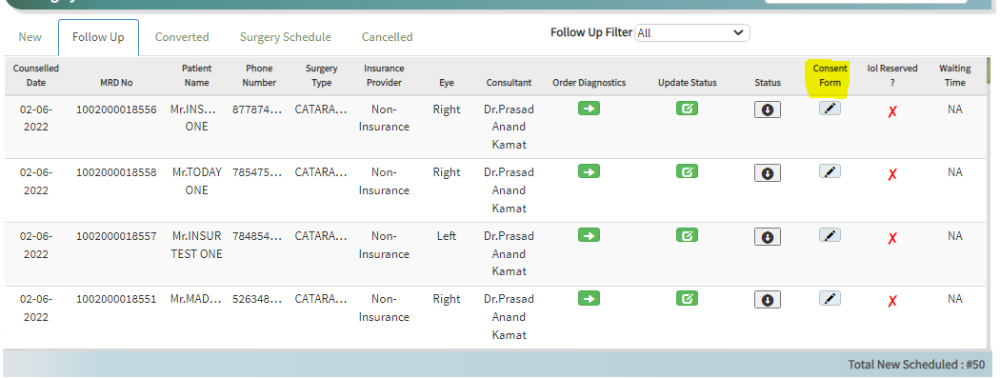 New Follow Up Converted Surgery Schedule Cancelled Follow Up Filter All
Counselled Date MRD No Patient Name Phone Number Surgery Type Insurance Provider Eye Consultant Order Diagnostics Update Status Status Consent Form Iol Reserved ? Waiting Time
02-06-2022 1002000018556 Mr.INS... ONE 877874... CATARA... Non-Insurance Right Dr.Prasad Anand Kamat ✗ NA
02-06-2022 1002000018558 Mr.TODAY ONE 785475... CATARA... Non-Insurance Right Dr.Prasad Anand Kamat ✗ NA
02-06-2022 1002000018557 Mr.INSUR TEST ONE 784854... CATARA... Non-Insurance Left Dr.Prasad Anand Kamat ✗ NA
02-06-2022 1002000018551 Mr.MAD... 526348... CATARA... Non-Insurance Right Dr.Prasad Anand Kamat ✗ NA
Total New Scheduled : #50